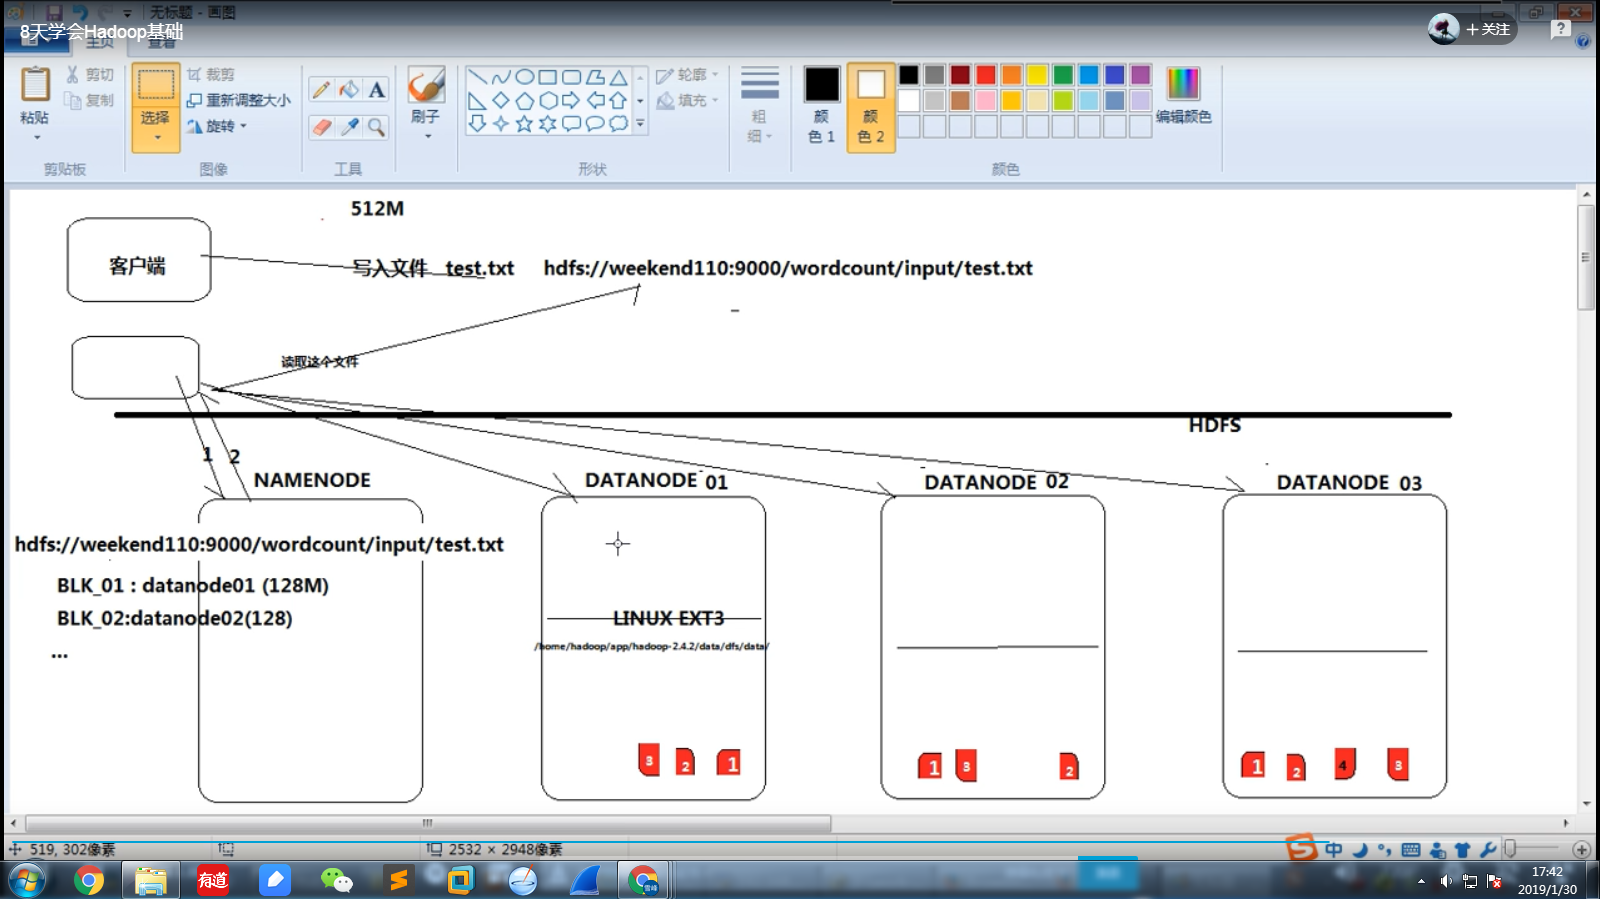 无标题 - 画图
8天学会Hadoop基础
主页 查看
+ 关注
剪切
复制
粘贴
剪贴板
选择
裁剪
重新调整大小
旋转
图像
A
工具
刷子
形状
轮廓
填充
粗细
颜色 1
颜色 2
编辑颜色
颜色
512M
客户端
写入文件 test.txt hdfs://weekend110:9000/wordcount/input/test.txt
读取这个文件
HDFS
1 2
NAMENODE
DATANODE 01
DATANODE 02
DATANODE 03
hdfs://weekend110:9000/wordcount/input/test.txt
BLK_01 : datanode01 (128M)
BLK_02:datanode02(128)
...
LINUX EXT3
/home/hadoop/app/hadoop-2.4.2/data/dfs/data/
3 2 1
1 3 2
1 2 4 3
519, 302像素
2532 × 2948像素
中
有道
17:42
2019/1/30